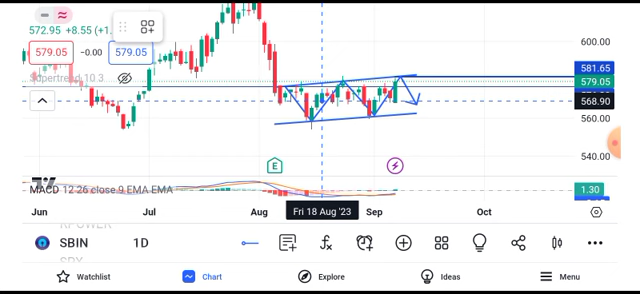 572.95 +8.55 (+1.
579.05 -0.00 579.05
Supertrend 10 3
600.00
581.65
579.05
568.90
560.00
540.00
E
MACD 12 26 close 9 EMA EMA
1.30
Jun Jul Aug Fri 18 Aug '23 Sep Oct
SBIN 1D
Watchlist Chart Explore Ideas Menu